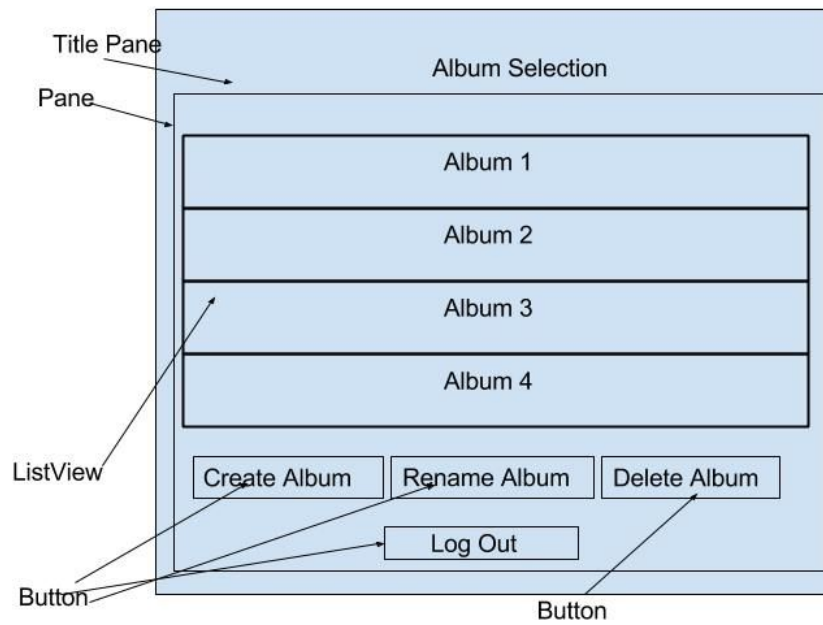 Title Pane
Album Selection
Pane
Album 1
Album 2
Album 3
Album 4
ListView
Create Album
Rename Album
Delete Album
Log Out
Button
Button